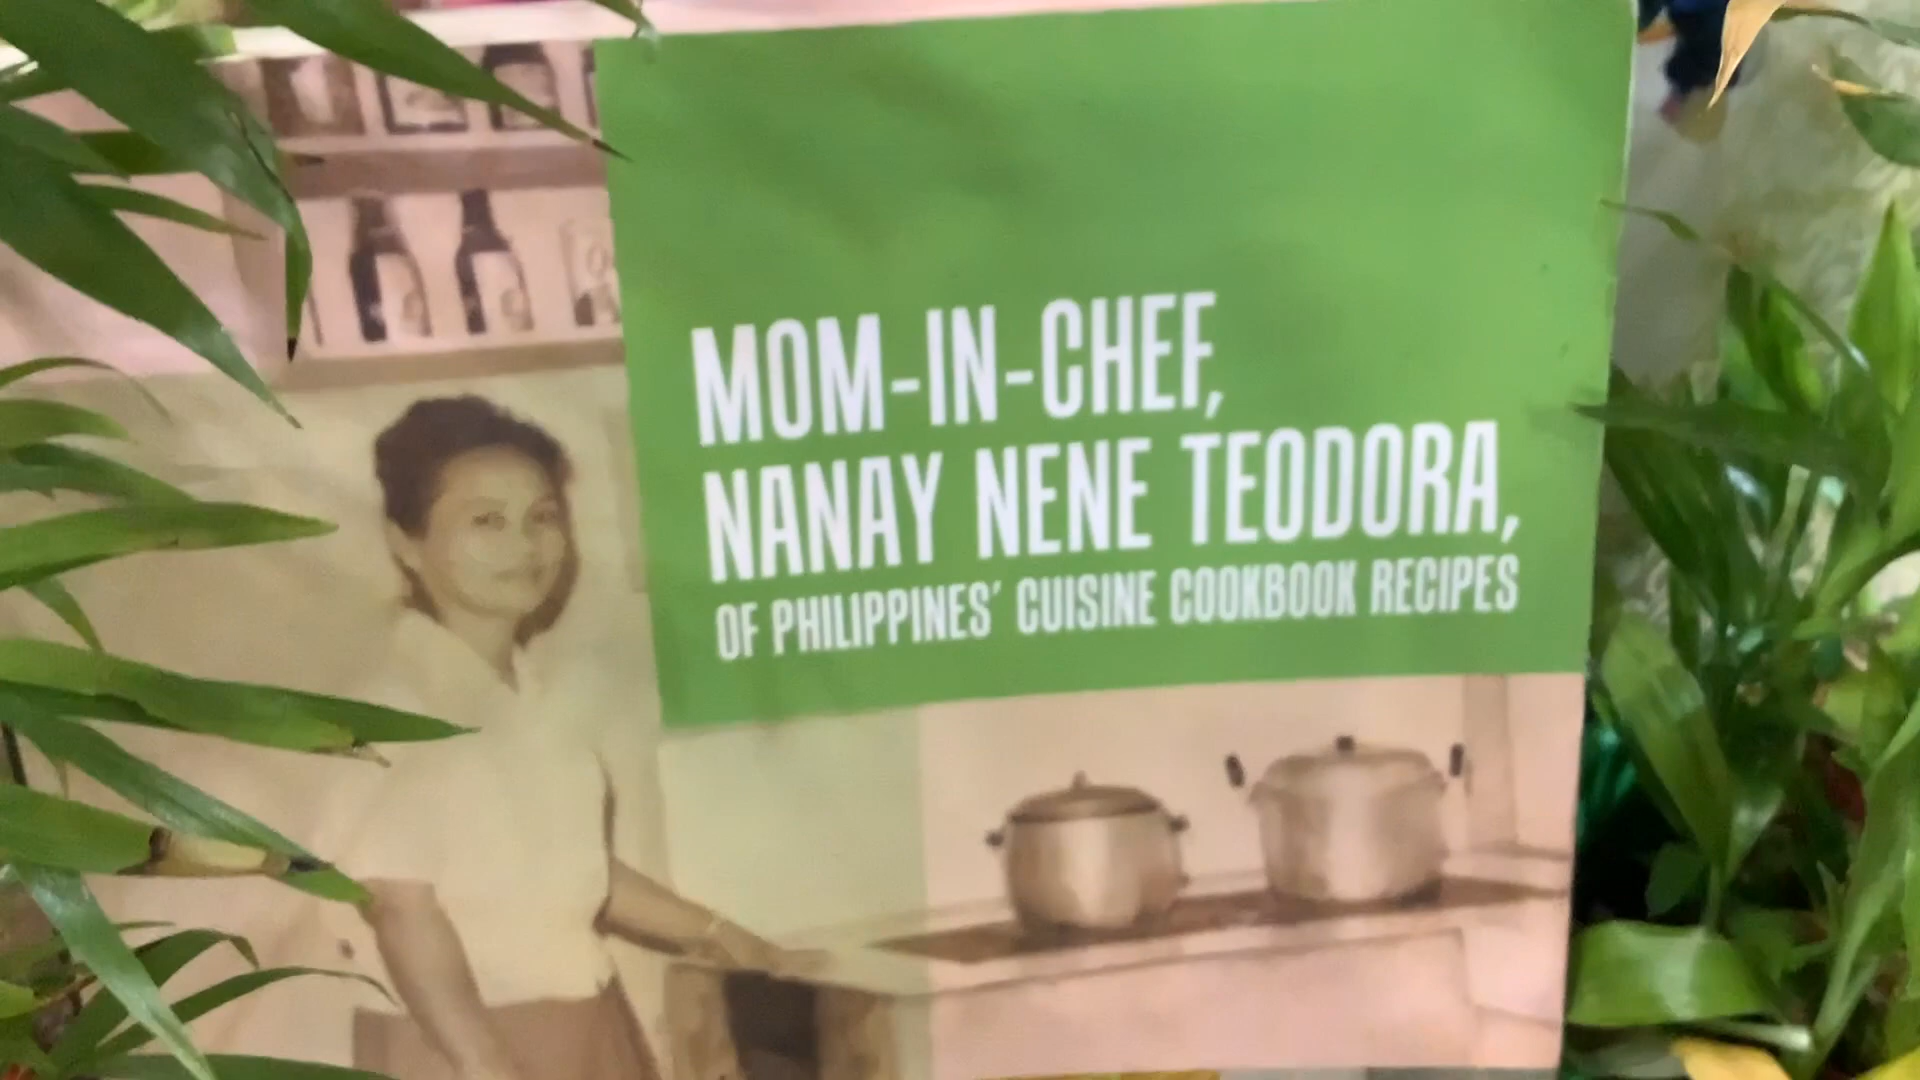 MOM-IN-CHEF,
NANAY NENE TEODORA,
OF PHILIPPINES' CUISINE COOKBOOK RECIPES